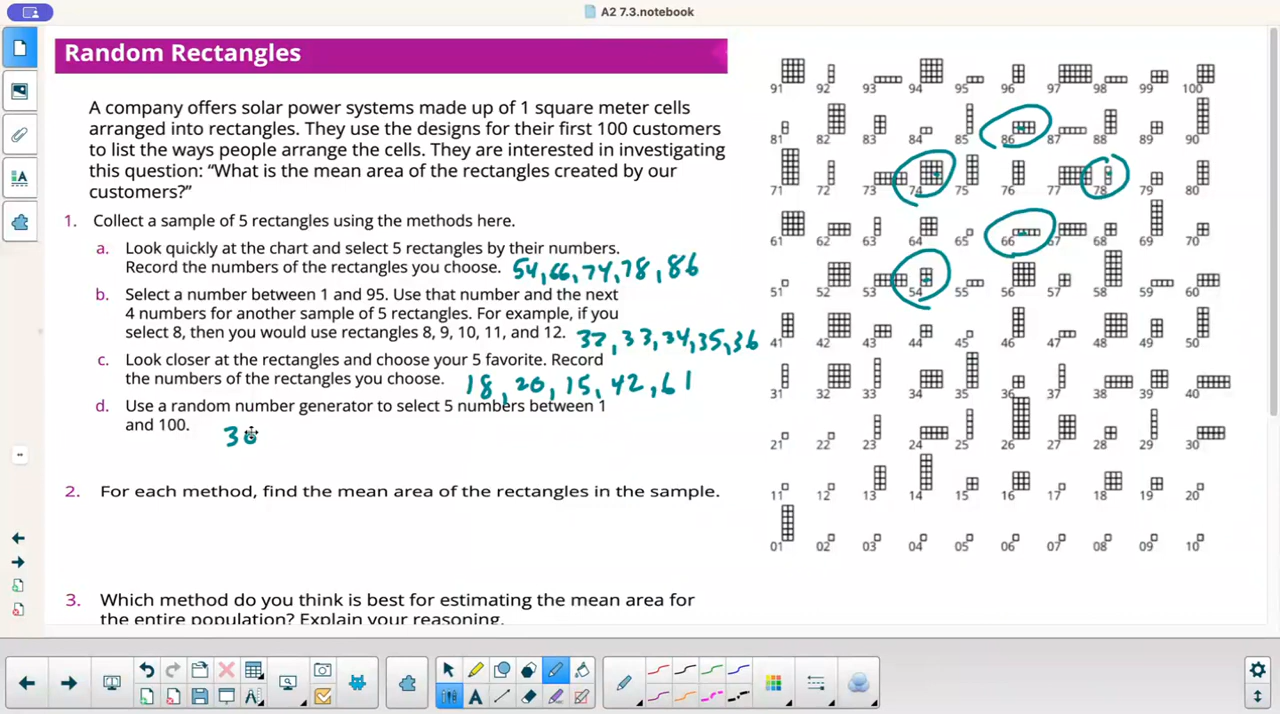 A2 7.3.notebook
Random Rectangles
A company offers solar power systems made up of 1 square meter cells
arranged into rectangles. They use the designs for their first 100 customers
to list the ways people arrange the cells. They are interested in investigating
this question: “What is the mean area of the rectangles created by our
customers?”
1. Collect a sample of 5 rectangles using the methods here.
a. Look quickly at the chart and select 5 rectangles by their numbers.
Record the numbers of the rectangles you choose. 54, 66, 74, 78, 86
b. Select a number between 1 and 95. Use that number and the next
4 numbers for another sample of 5 rectangles. For example, if you
select 8, then you would use rectangles 8, 9, 10, 11, and 12. 32, 33, 34, 35, 36
c. Look closer at the rectangles and choose your 5 favorite. Record
the numbers of the rectangles you choose. 18, 20, 15, 42, 61
d. Use a random number generator to select 5 numbers between 1
and 100.
2. For each method, find the mean area of the rectangles in the sample.
3. Which method do you think is best for estimating the mean area for
the entire population? Explain your reasoning.
91 92 93 94 95 96 97 98 99 100
81 82 83 84 85 86 87 88 89 90
71 72 73 74 75 76 77 78 79 80
61 62 63 64 65 66 67 68 69 70
51 52 53 54 55 56 57 58 59 60
41 42 43 44 45 46 47 48 49 50
31 32 33 34 35 36 37 38 39 40
21 22 23 24 25 26 27 28 29 30
11 12 13 14 15 16 17 18 19 20
01 02 03 04 05 06 07 08 09 10